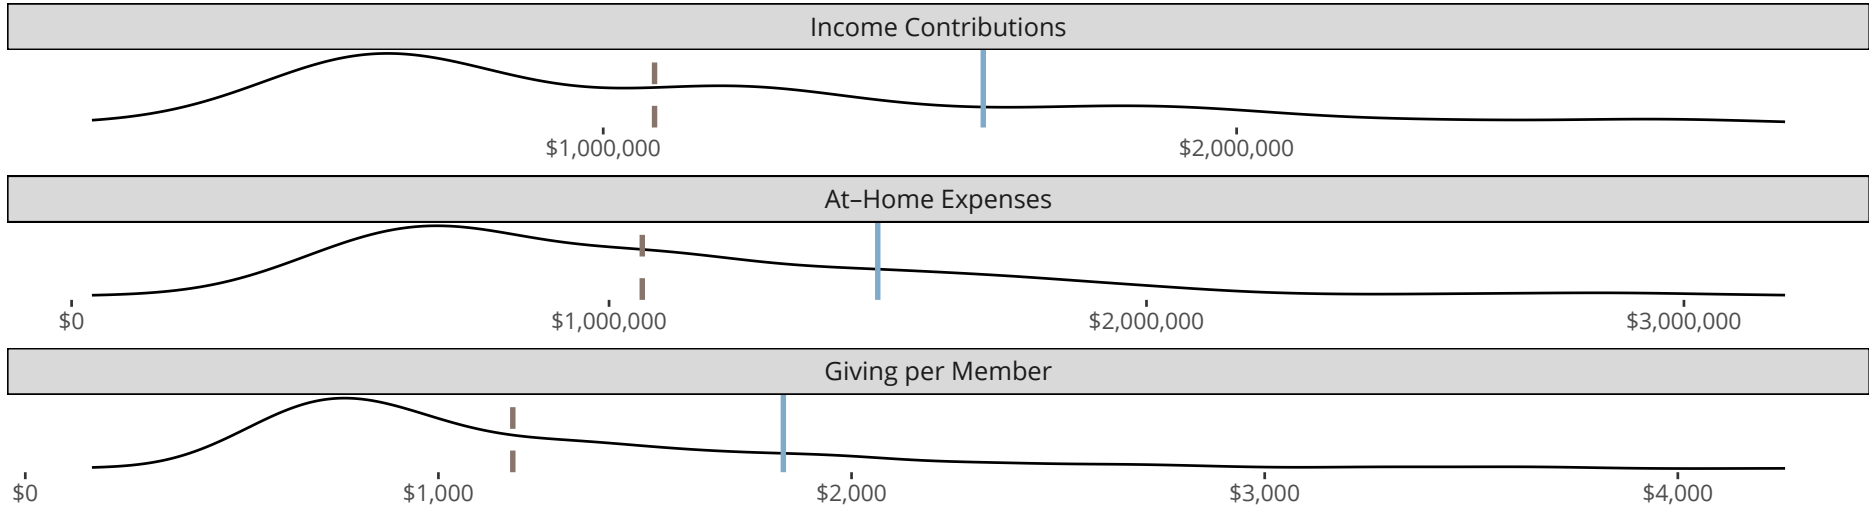 Income Contributions
$1,000,000 $2,000,000
At–Home Expenses
$0 $1,000,000 $2,000,000 $3,000,000
Giving per Member
$0 $1,000 $2,000 $3,000 $4,000